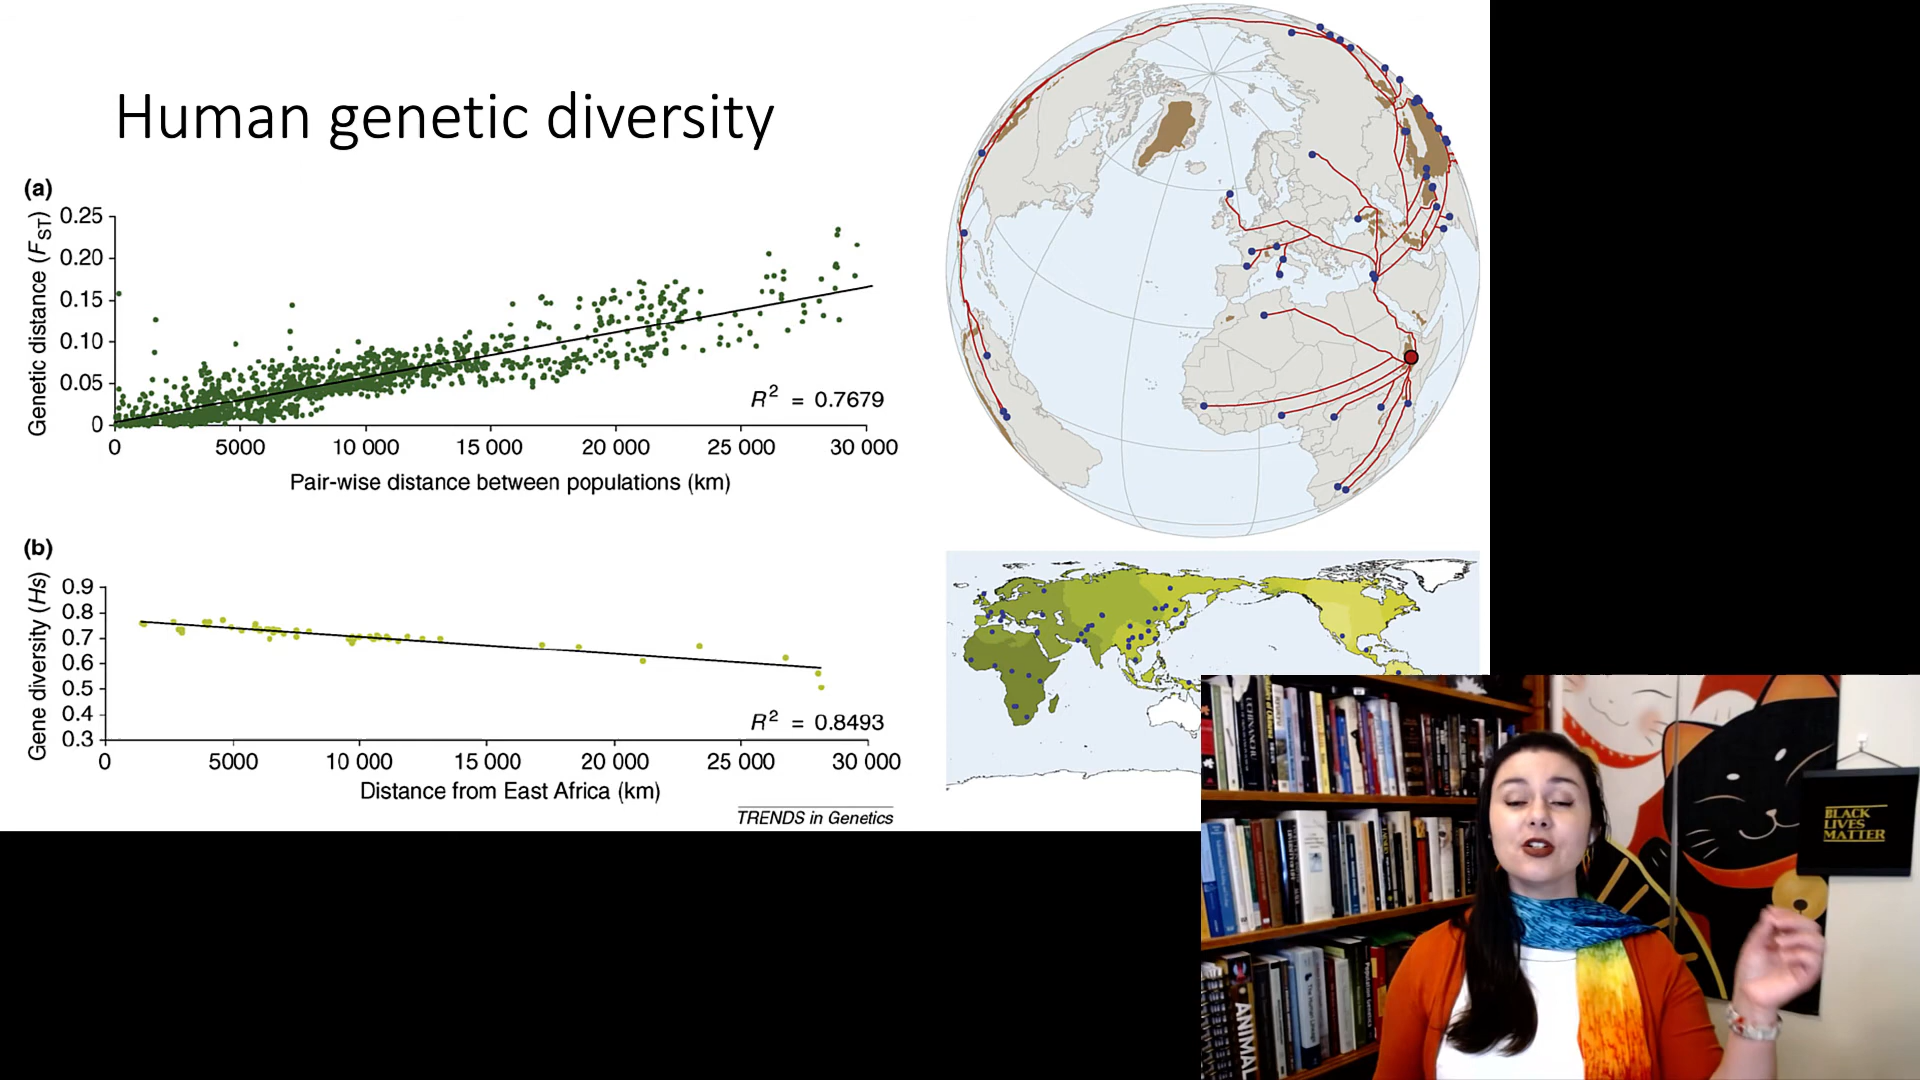 Human genetic diversity
(a)
Genetic distance (FST)
0.25
0.20
0.15
0.10
0.05
0
R² = 0.7679
0 5000 10 000 15 000 20 000 25 000 30 000
Pair-wise distance between populations (km)
(b)
Gene diversity (Hs)
0.9
0.8
0.7
0.6
0.5
0.4
0.3
R² = 0.8493
0 5000 10 000 15 000 20 000 25 000 30 000
Distance from East Africa (km)
TRENDS in Genetics
BLACK
LIVES
MATTER
ANIMAL
Population Genetics